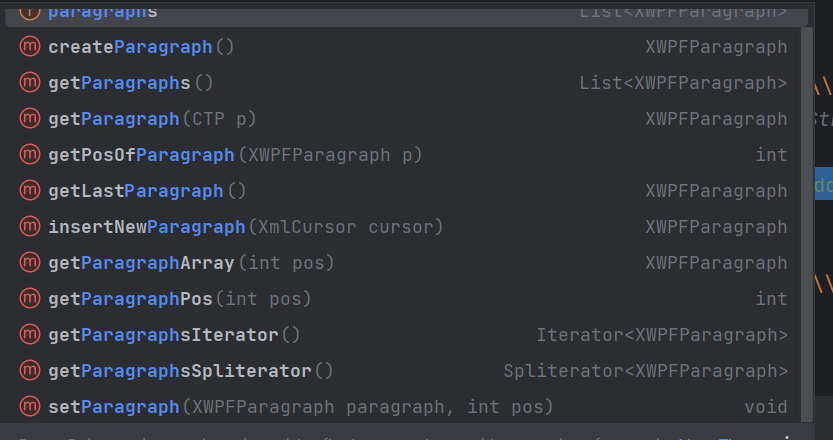 paragraphs List<XWPFParagraph>
m createParagraph() XWPFParagraph
m getParagraphs() List<XWPFParagraph>
m getParagraph(CTP p) XWPFParagraph
m getPosOfParagraph(XWPFParagraph p) int
m getLastParagraph() XWPFParagraph
m insertNewParagraph(XmlCursor cursor) XWPFParagraph
m getParagraphArray(int pos) XWPFParagraph
m getParagraphPos(int pos) int
m getParagraphsIterator() Iterator<XWPFParagraph>
m getParagraphsSpliterator() Spliterator<XWPFParagraph>
m setParagraph(XWPFParagraph paragraph, int pos) void